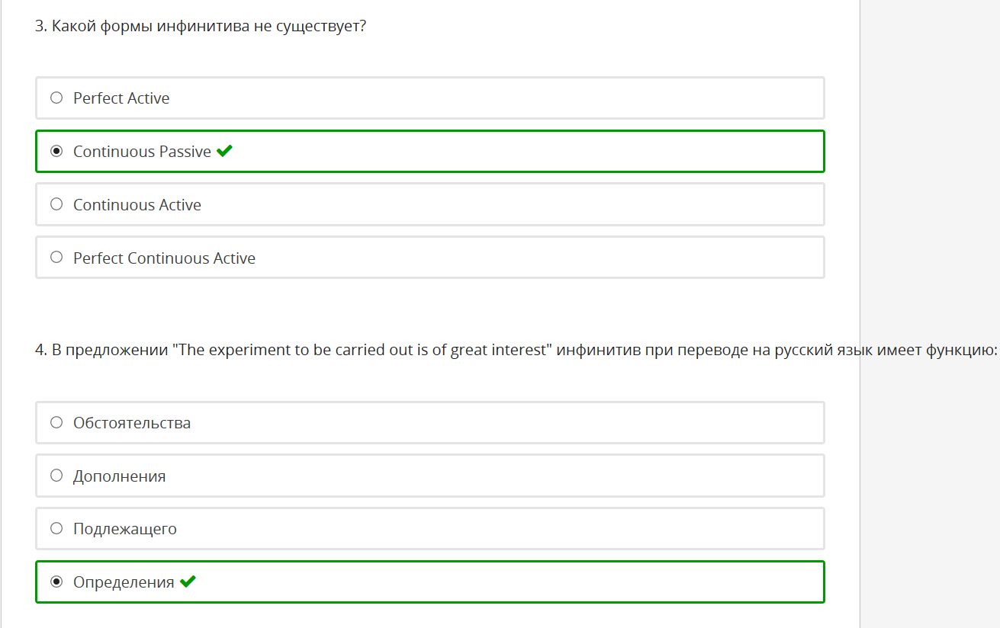 3. Какой формы инфинитива не существует?
Perfect Active
Continuous Passive
Continuous Active
Perfect Continuous Active
4. В предложении "The experiment to be carried out is of great interest" инфинитив при переводе на русский язык имеет функцию:
Обстоятельства
Дополнения
Подлежащего
Определения